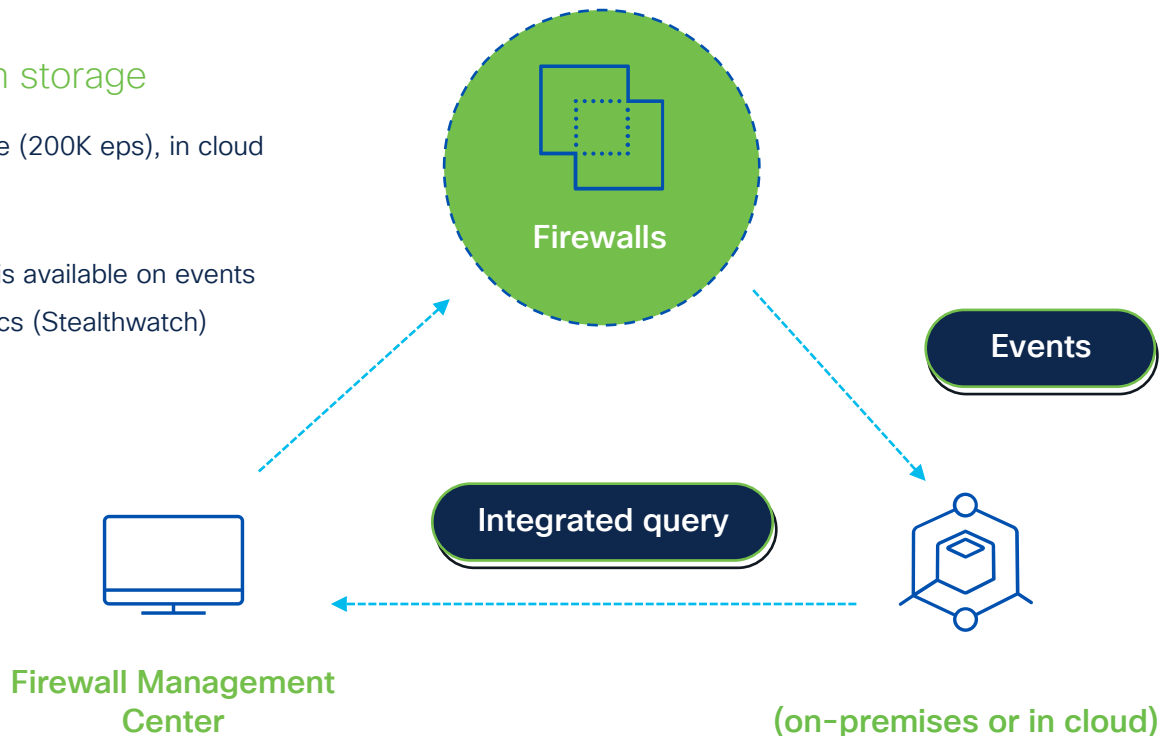 storage
(200K eps), in cloud
is available on events
(Stealthwatch)
Firewalls
Events
Integrated query
Firewall Management
Center
(on-premises or in cloud)